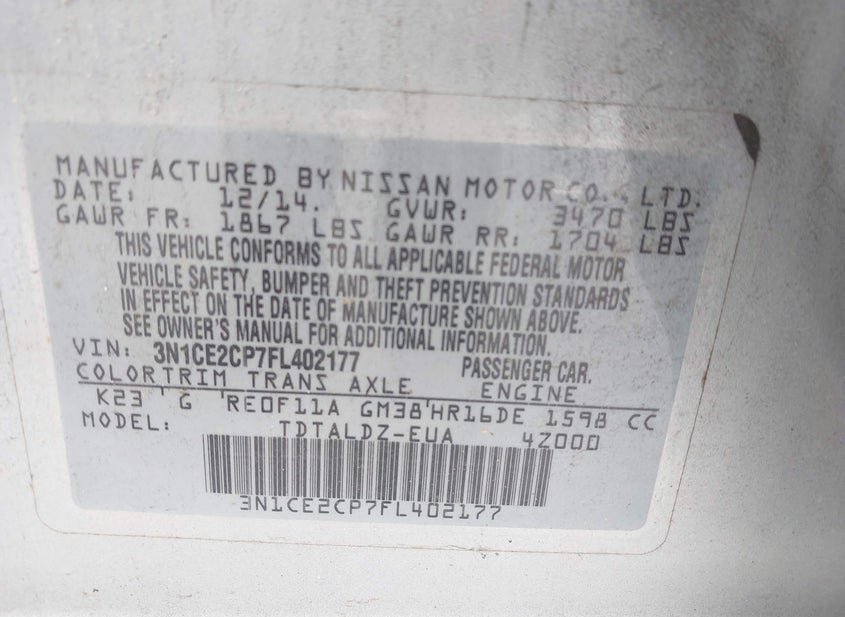 MANUFACTURED BY NISSAN MOTOR CO., LTD.
DATE: 12/14. GVWR: 3470 LBS
GAWR FR: 1867 LBS GAWR RR: 1704 LBS
THIS VEHICLE CONFORMS TO ALL APPLICABLE FEDERAL MOTOR
VEHICLE SAFETY, BUMPER AND THEFT PREVENTION STANDARDS
IN EFFECT ON THE DATE OF MANUFACTURE SHOWN ABOVE.
SEE OWNER'S MANUAL FOR ADDITIONAL INFORMATION.
VIN: 3N1CE2CP7FL402177 PASSENGER CAR.
COLOR TRIM TRANS AXLE ENGINE
K23 G RE0F11A GM38 HR16DE 1598 CC
MODEL: TDTALDZ-EUA 4Z000
3N1CE2CP7FL402177